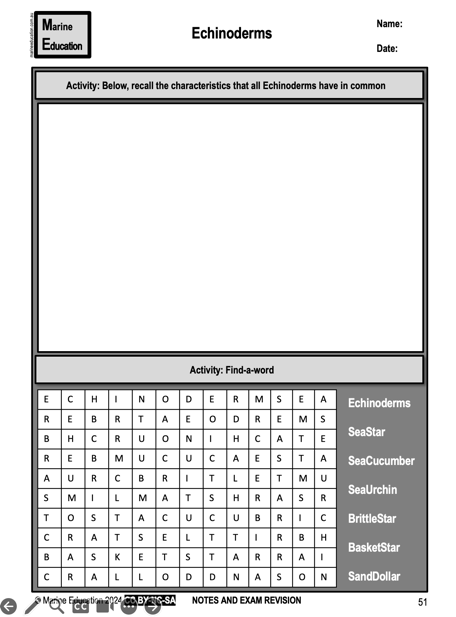 Marine
Education
Echinoderms
Name:
Date:
Activity: Below, recall the characteristics that all Echinoderms have in common
Activity: Find-a-word
E C H I N O D E R M S E A
R E B R T A E O D R E M S
B H C R U O N I H C A T E
R E B M U C U C A E S T A
A U R C B R I T L E T M U
S M I L M A T S H R A S R
T O S T A C U C U B R I C
C R A T S E L T T I R B H
B A S K E T S T A R R A I
C R A L L O D D N A S O N
Echinoderms
SeaStar
SeaCucumber
SeaUrchin
BrittleStar
BasketStar
SandDollar
© Marine Education 2024 CC BY-NC-SA NOTES AND EXAM REVISION 51